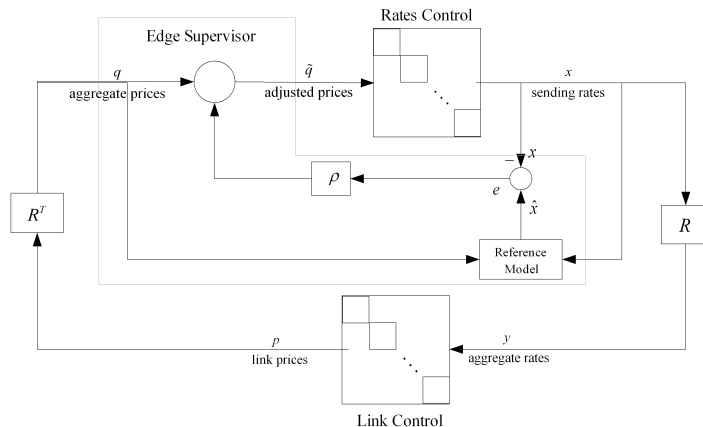 Rates Control
Edge Supervisor
q
aggregate prices
q̃
adjusted prices
x
sending rates
− x
ρ
e
x̂
R^T
R
Reference
Model
p
link prices
y
aggregate rates
Link Control